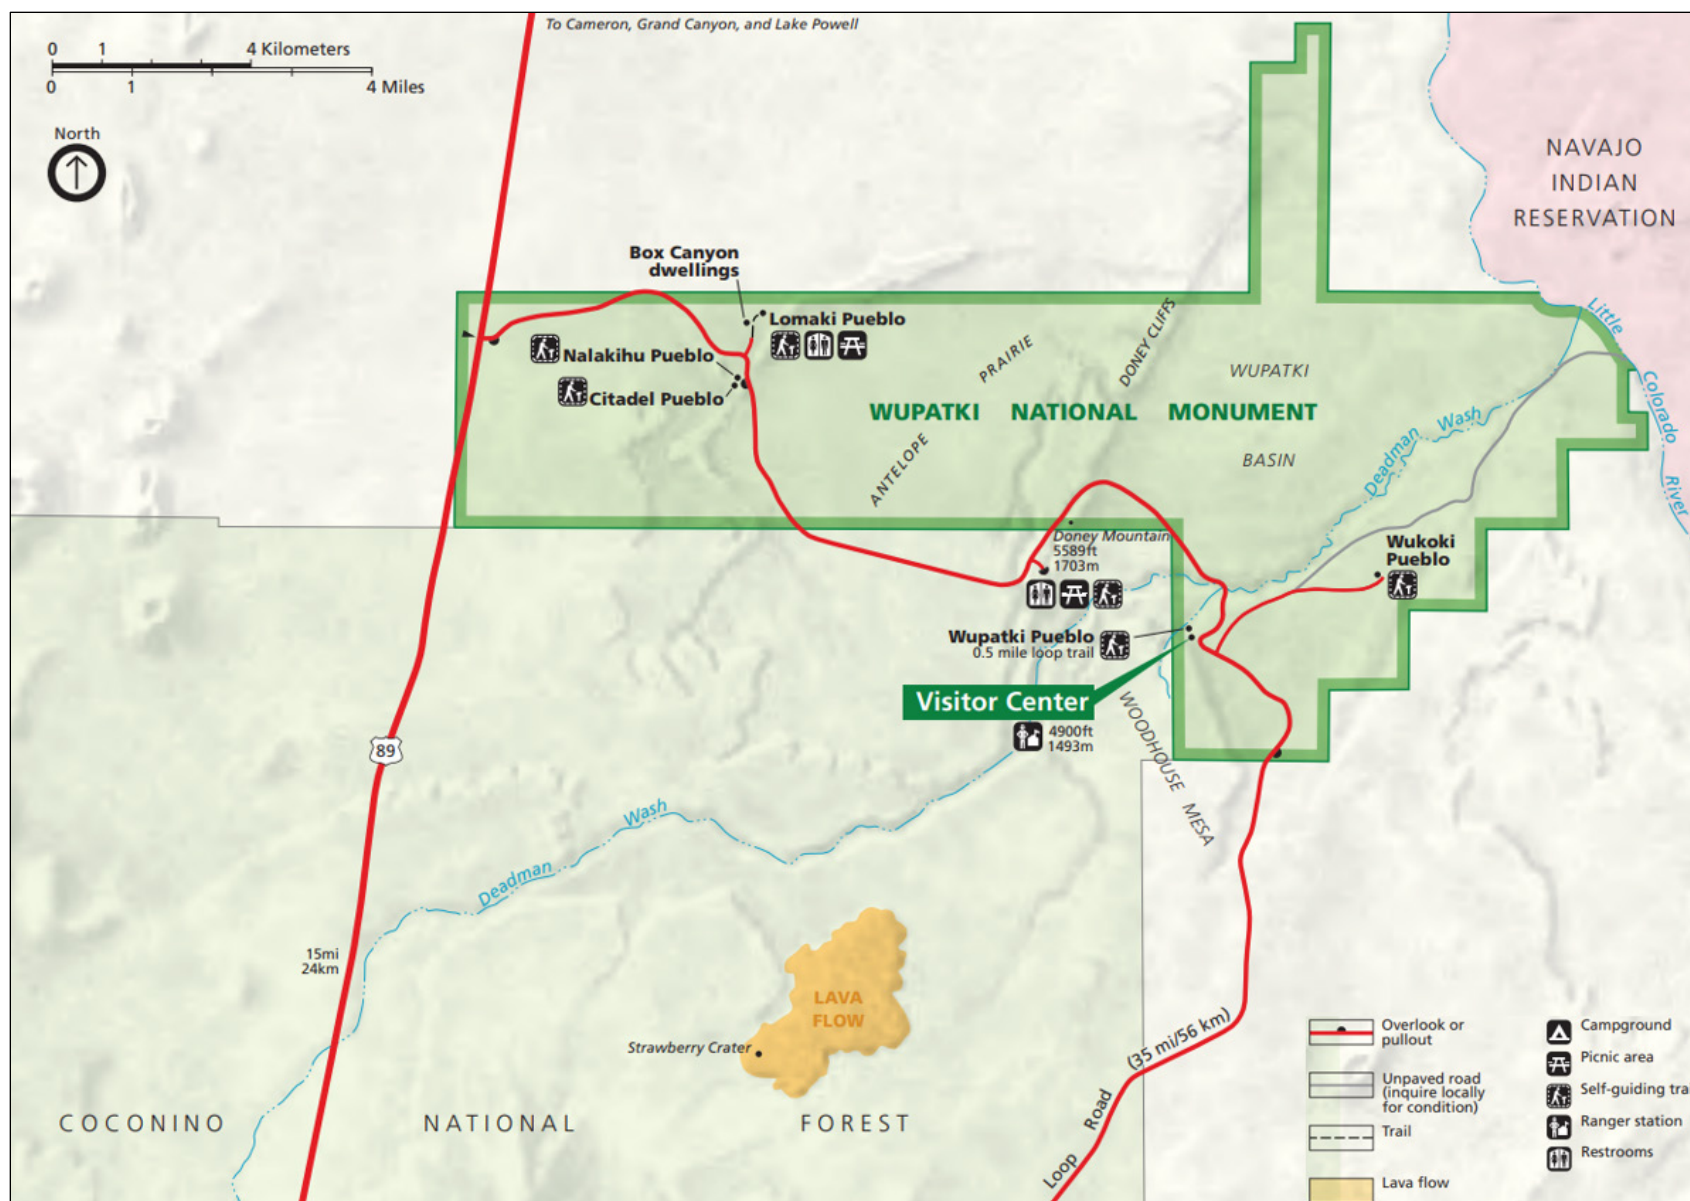 To Cameron, Grand Canyon, and Lake Powell
0 1 4 Kilometers
0 1 4 Miles
North
NAVAJO
INDIAN
RESERVATION
Box Canyon
dwellings
Lomaki Pueblo
Nalakihu Pueblo
Citadel Pueblo
PRAIRIE
ANTELOPE
DONEY CLIFFS
WUPATKI
BASIN
WUPATKI NATIONAL MONUMENT
Little
Colorado
River
Deadman Wash
Doney Mountain
5589ft
1703m
Wukoki
Pueblo
Wupatki Pueblo
0.5 mile loop trail
Visitor Center
4900ft
1493m
WOODHOUSE MESA
89
Deadman Wash
15mi
24km
LAVA
FLOW
Strawberry Crater
COCONINO NATIONAL FOREST
Loop Road (35 mi/56 km)
Overlook or
pullout
Unpaved road
(inquire locally
for condition)
Trail
Lava flow
Campground
Picnic area
Self-guiding tra
Ranger station
Restrooms